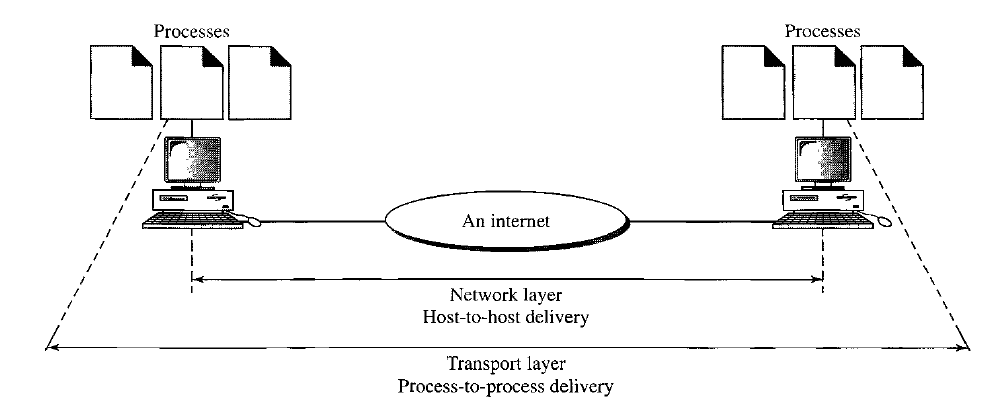 Processes
Processes
An internet
Network layer
Host-to-host delivery
Transport layer
Process-to-process delivery